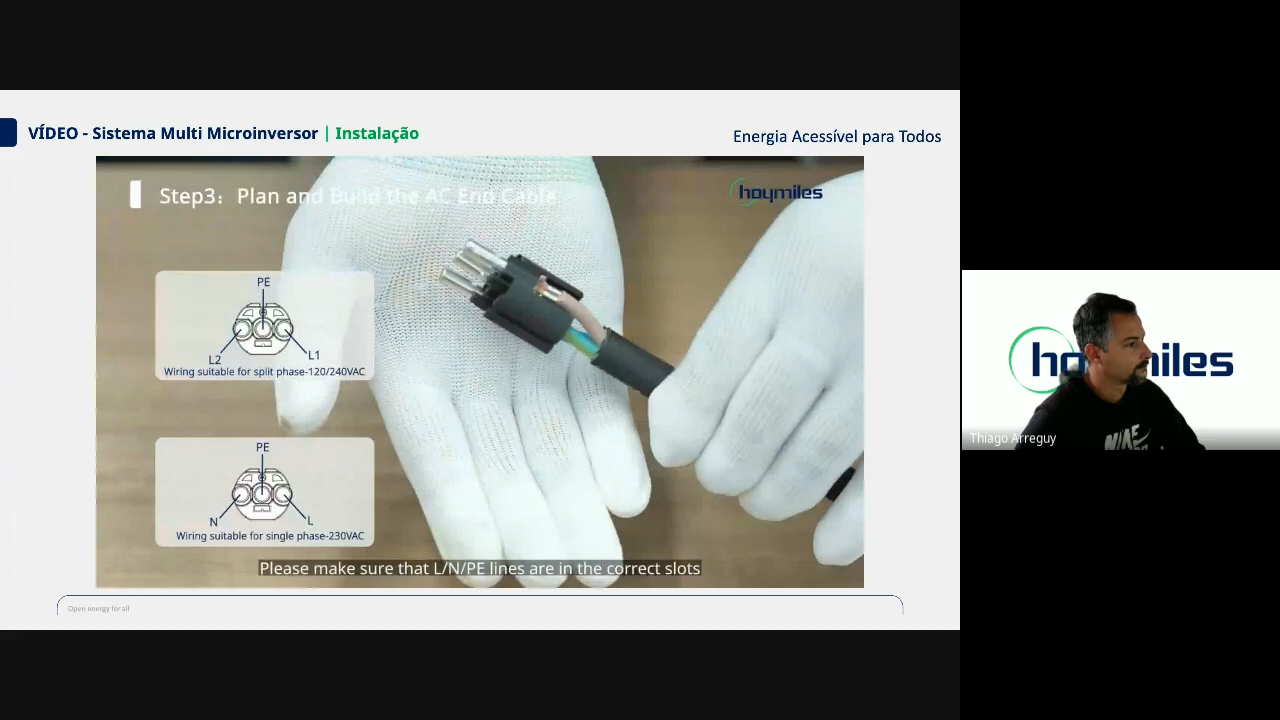 VÍDEO - Sistema Multi Microinversor | Instalação
Energia Acessível para Todos
Step3: Plan and Build the AC End Cable
hoymiles
PE
L2
L1
Wiring suitable for split phase-120/240VAC
PE
N
L
Wiring suitable for single phase-230VAC
Please make sure that L/N/PE lines are in the correct slots
Open energy for all
hoymiles
NIKE
Thiago Arreguy